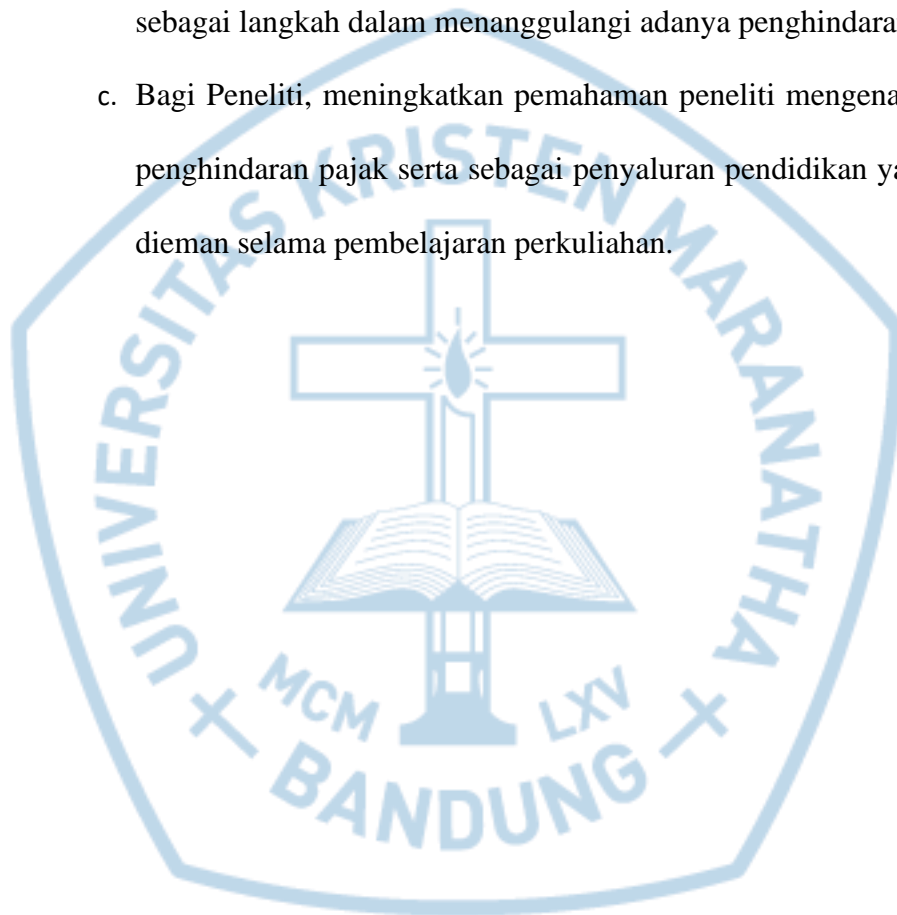 sebagai langkah dalam menanggulangi adanya penghindaran
c. Bagi Peneliti, meningkatkan pemahaman peneliti mengena
penghindaran pajak serta sebagai penyaluran pendidikan ya
dieman selama pembelajaran perkuliahan.
UNIVERSITAS KRISTEN MARANATHA
MCM LXV
BANDUNG